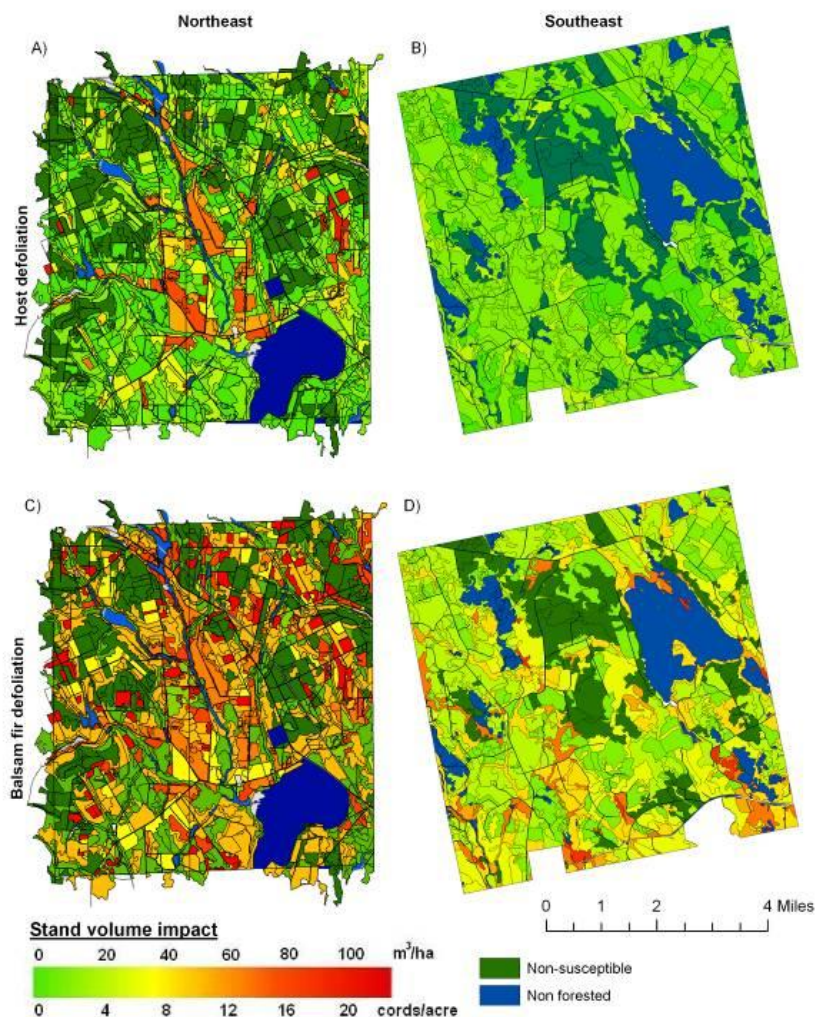 Northeast
Southeast
A)
B)
Host defoliation
C)
D)
Balsam fir defoliation
Stand volume impact
0 20 40 60 80 100 m³/ha
0 4 8 12 16 20 cords/acre
0 1 2 4 Miles
Non-susceptible
Non forested